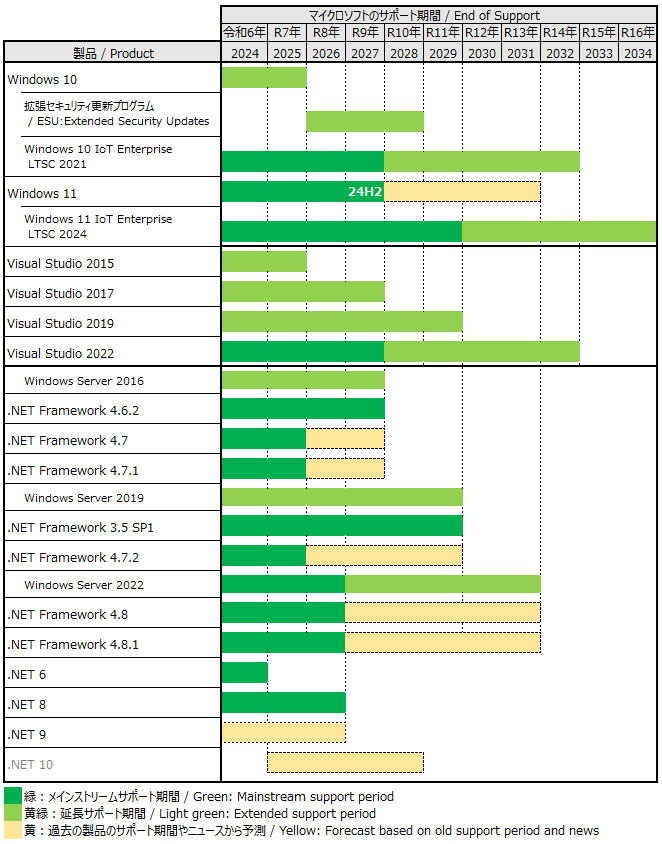 マイクロソフトのサポート期間 / End of Support
令和6年 R7年 R8年 R9年 R10年 R11年 R12年 R13年 R14年 R15年 R16年
製品 / Product 2024 2025 2026 2027 2028 2029 2030 2031 2032 2033 2034
Windows 10
拡張セキュリティ更新プログラム
/ ESU:Extended Security Updates
Windows 10 IoT Enterprise
LTSC 2021
Windows 11 24H2
Windows 11 IoT Enterprise
LTSC 2024
Visual Studio 2015
Visual Studio 2017
Visual Studio 2019
Visual Studio 2022
Windows Server 2016
.NET Framework 4.6.2
.NET Framework 4.7
.NET Framework 4.7.1
Windows Server 2019
.NET Framework 3.5 SP1
.NET Framework 4.7.2
Windows Server 2022
.NET Framework 4.8
.NET Framework 4.8.1
.NET 6
.NET 8
.NET 9
.NET 10
緑：メインストリームサポート期間 / Green: Mainstream support period
黄緑：延長サポート期間 / Light green: Extended support period
黄：過去の製品のサポート期間やニュースから予測 / Yellow: Forecast based on old support period and news